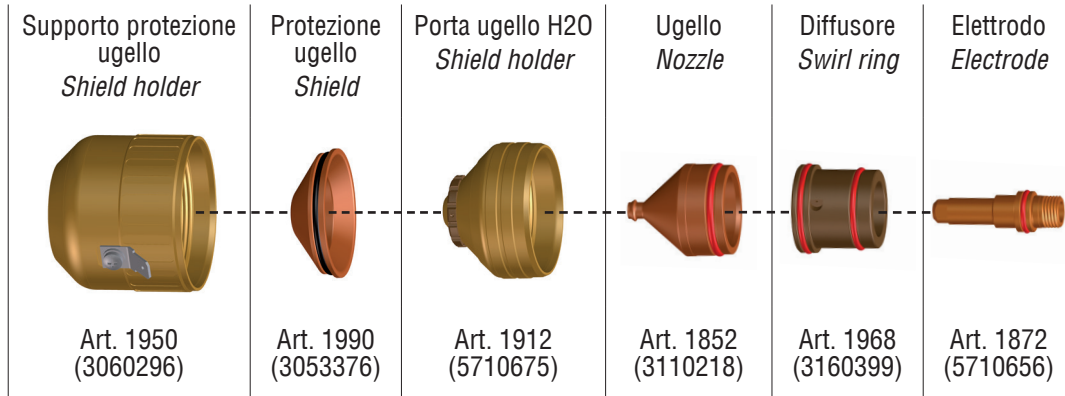 Supporto protezione
ugello
Shield holder
Art. 1950
(3060296)
Protezione
ugello
Shield
Art. 1990
(3053376)
Porta ugello H2O
Shield holder
Art. 1912
(5710675)
Ugello
Nozzle
Art. 1852
(3110218)
Diffusore
Swirl ring
Art. 1968
(3160399)
Elettrodo
Electrode
Art. 1872
(5710656)